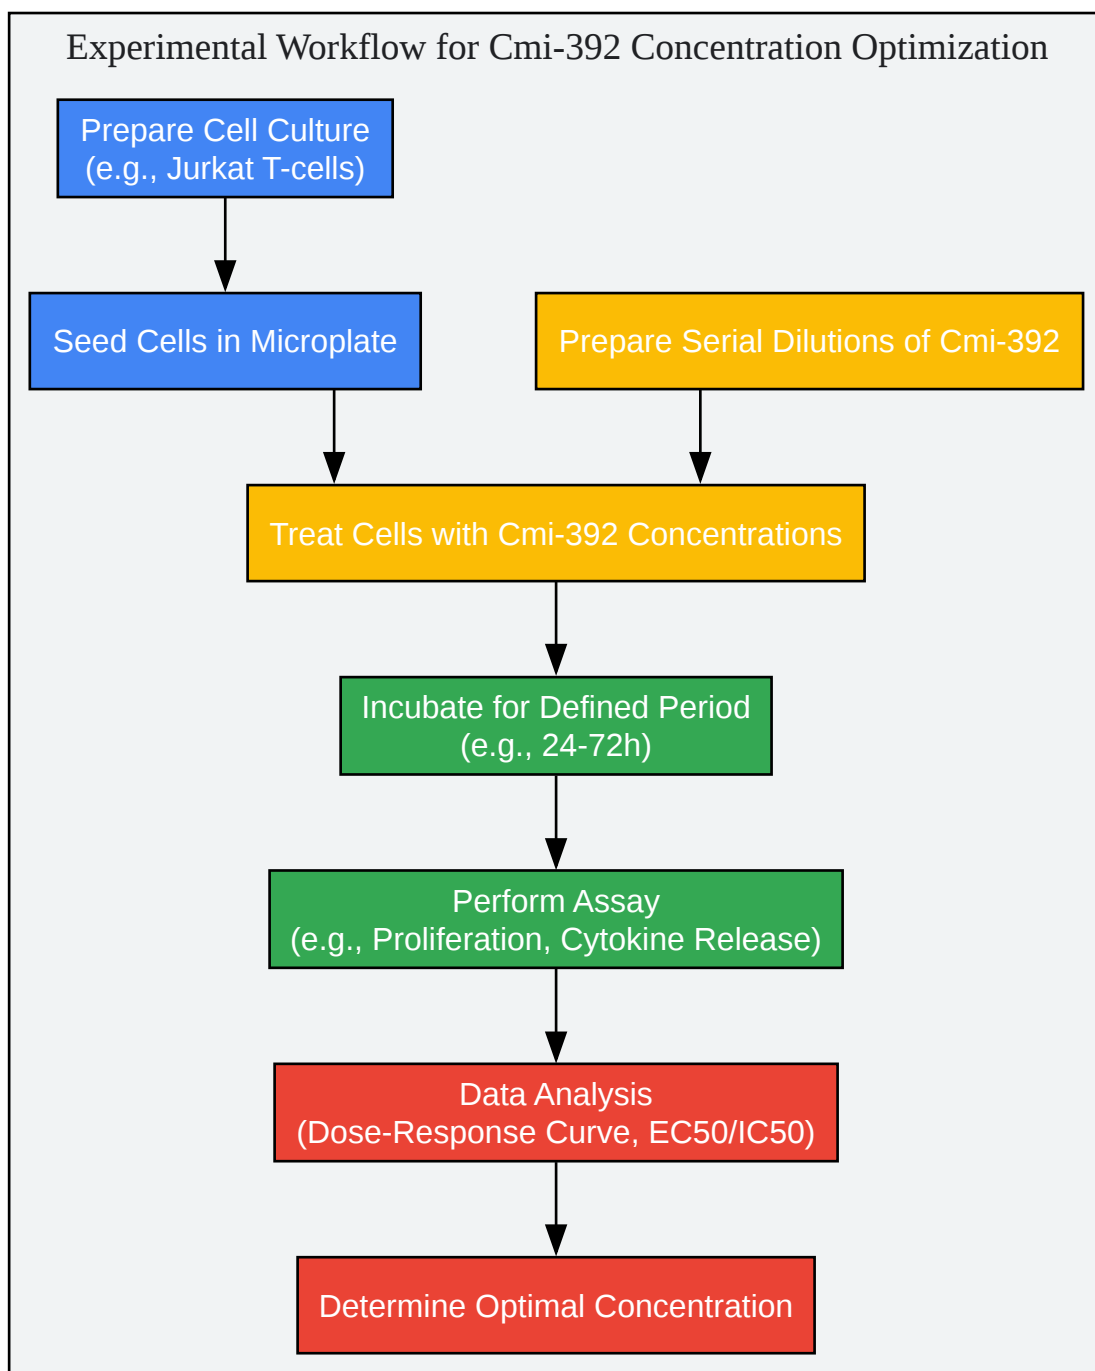 Experimental Workflow for Cmi-392 Concentration Optimization
Prepare Cell Culture
(e.g., Jurkat T-cells)
Seed Cells in Microplate
Prepare Serial Dilutions of Cmi-392
Treat Cells with Cmi-392 Concentrations
Incubate for Defined Period
(e.g., 24-72h)
Perform Assay
(e.g., Proliferation, Cytokine Release)
Data Analysis
(Dose-Response Curve, EC50/IC50)
Determine Optimal Concentration